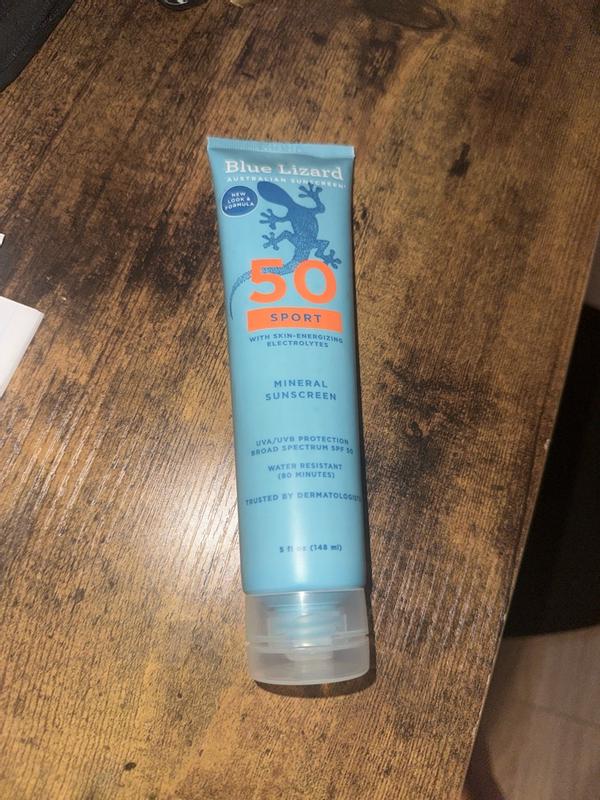 Blue Lizard
AUSTRALIAN SUNSCREEN
NEW
LOOK &
FORMULA
50
SPORT
WITH SKIN-ENERGIZING
ELECTROLYTES
MINERAL
SUNSCREEN
UVA/UVB PROTECTION
BROAD SPECTRUM SPF 50
WATER RESISTANT
(80 MINUTES)
TRUSTED BY DERMATOLOGISTS
5 fl oz (148 ml)